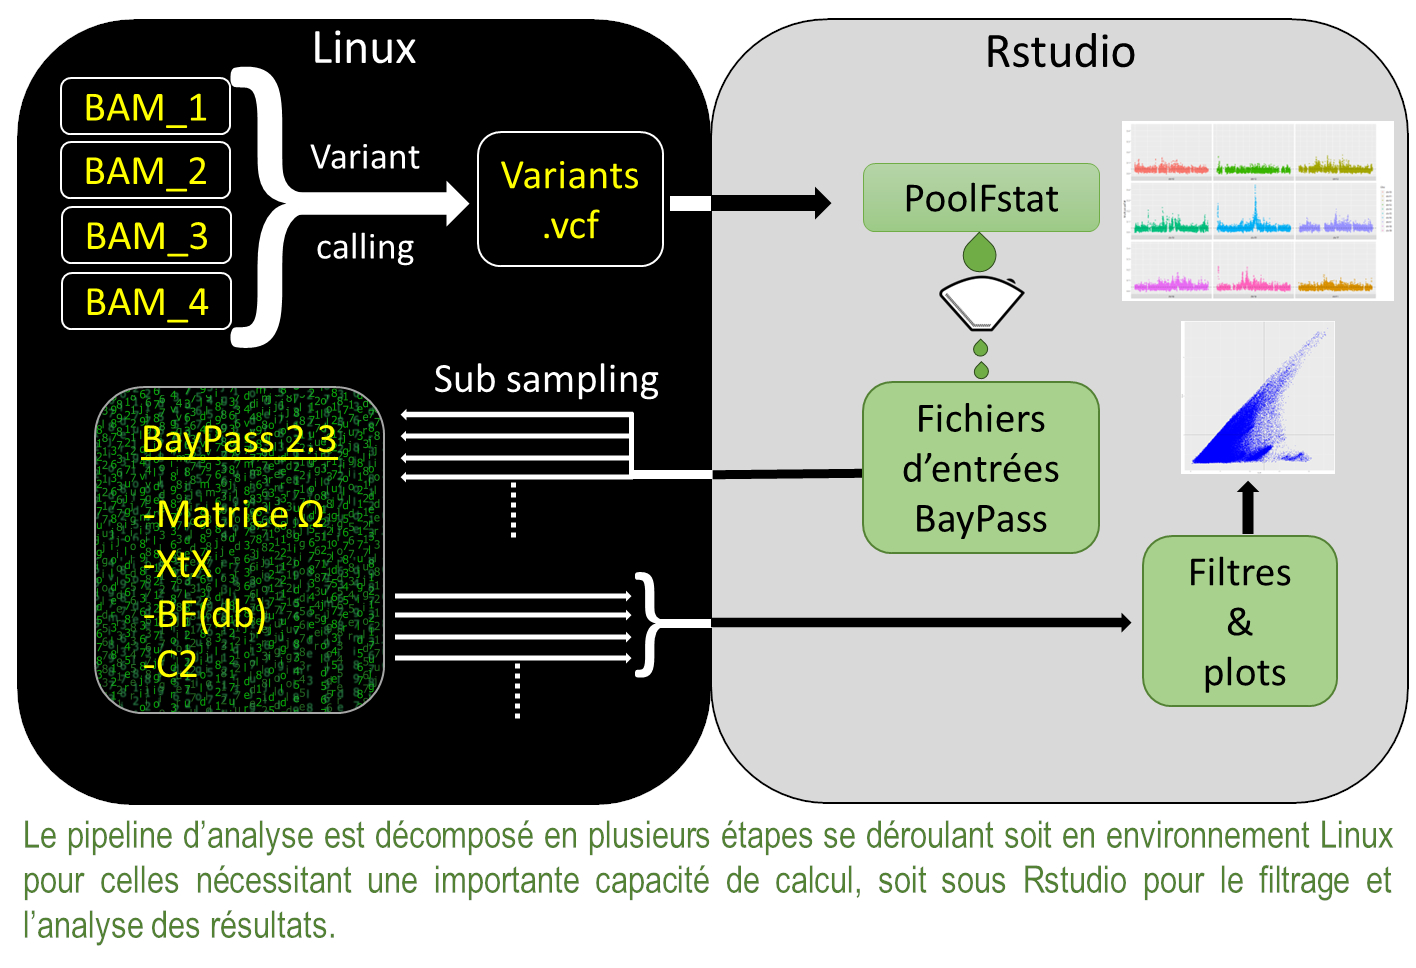 Linux
BAM_1
BAM_2
BAM_3
BAM_4
Variant
calling
Variants
.vcf
Sub sampling
BayPass 2.3
-Matrice Ω
-XtX
-BF(db)
-C2
Rstudio
PoolFstat
Fichiers
d’entrées
BayPass
Filtres
&
plots
Le pipeline d’analyse est décomposé en plusieurs étapes se déroulant soit en environnement Linux
pour celles nécessitant une importante capacité de calcul, soit sous Rstudio pour le filtrage et
l’analyse des résultats.